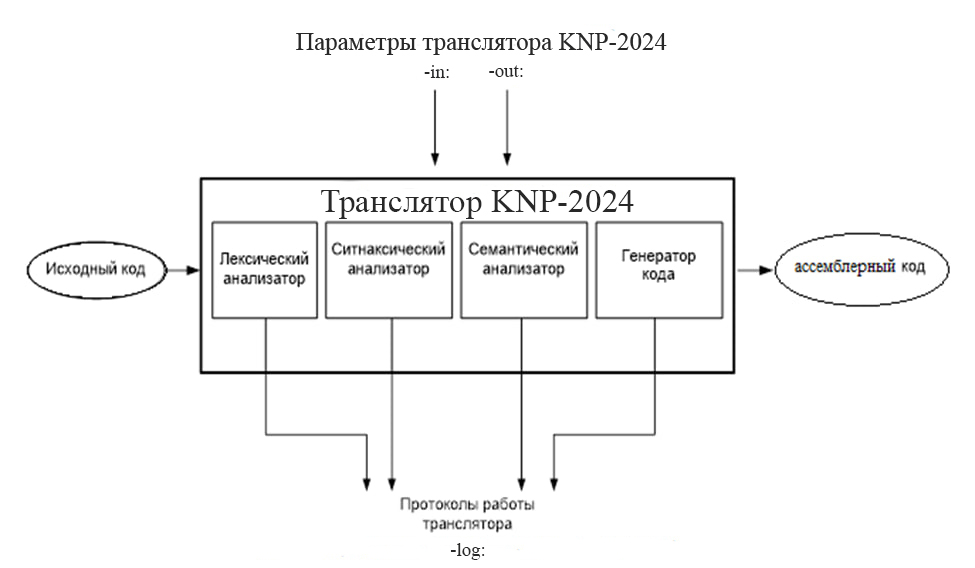 Параметры транслятора KNP-2024
-in: -out:
Транслятор KNP-2024
Исходный код
Лексический
анализатор
Ситнаксический
анализатор
Семантический
анализатор
Генератор
кода
ассемблерный код
Протоколы работы
транслятора
-log: